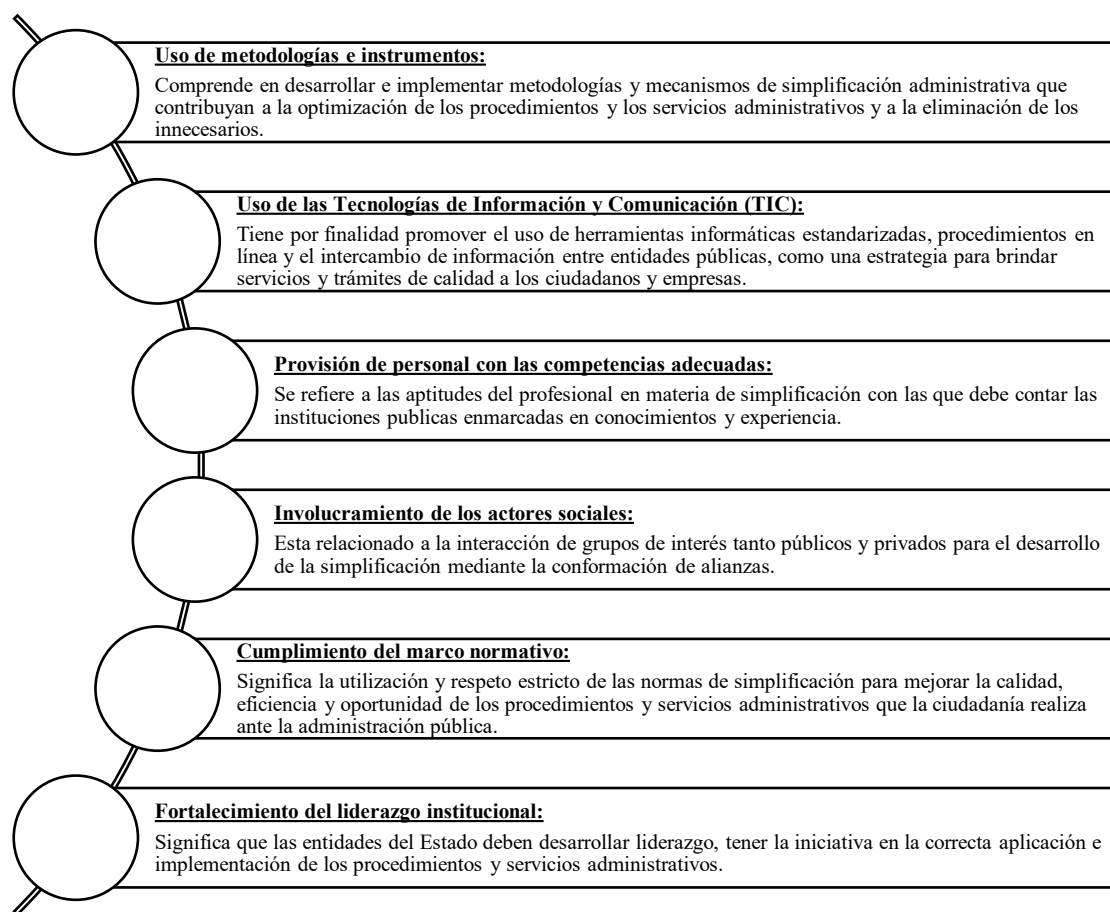 Uso de metodologías e instrumentos:
Comprende en desarrollar e implementar metodologías y mecanismos de simplificación administrativa que
contribuyan a la optimización de los procedimientos y los servicios administrativos y a la eliminación de los
innecesarios.
Uso de las Tecnologías de Información y Comunicación (TIC):
Tiene por finalidad promover el uso de herramientas informáticas estandarizadas, procedimientos en
línea y el intercambio de información entre entidades públicas, como una estrategia para brindar
servicios y trámites de calidad a los ciudadanos y empresas.
Provisión de personal con las competencias adecuadas:
Se refiere a las aptitudes del profesional en materia de simplificación con las que debe contar las
instituciones publicas enmarcadas en conocimientos y experiencia.
Involucramiento de los actores sociales:
Esta relacionado a la interacción de grupos de interés tanto públicos y privados para el desarrollo
de la simplificación mediante la conformación de alianzas.
Cumplimiento del marco normativo:
Significa la utilización y respeto estricto de las normas de simplificación para mejorar la calidad,
eficiencia y oportunidad de los procedimientos y servicios administrativos que la ciudadanía realiza
ante la administración pública.
Fortalecimiento del liderazgo institucional:
Significa que las entidades del Estado deben desarrollar liderazgo, tener la iniciativa en la correcta aplicación e
implementación de los procedimientos y servicios administrativos.